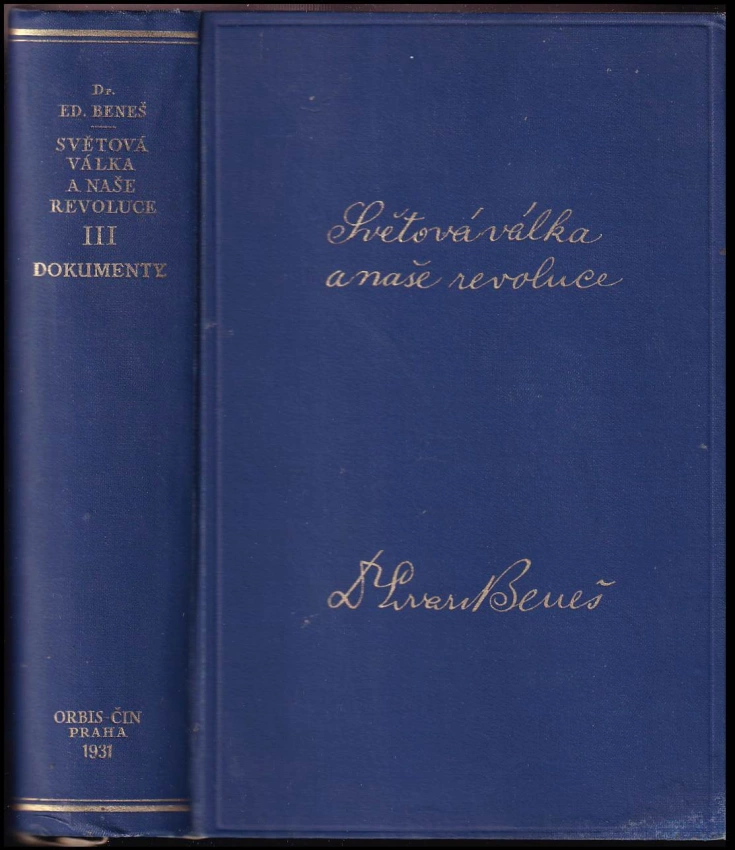 Dr.
ED. BENEŠ
SVĚTOVÁ
VÁLKA
A NAŠE
REVOLUCE
III
DOKUMENTY
ORBIS-ČIN
PRAHA
1931
Světová válka
a naše revoluce
Dr Edvard Beneš